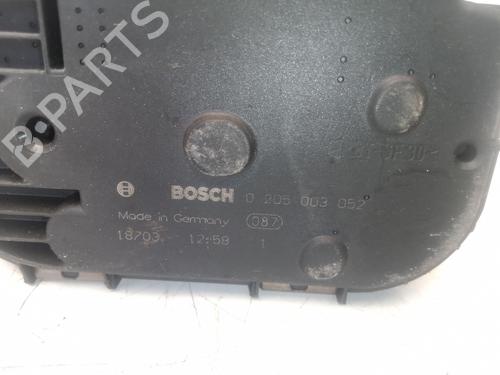 B-PARTS
BOSCH 0 205 003 052
Made in Germany 087
18703 12:58 1